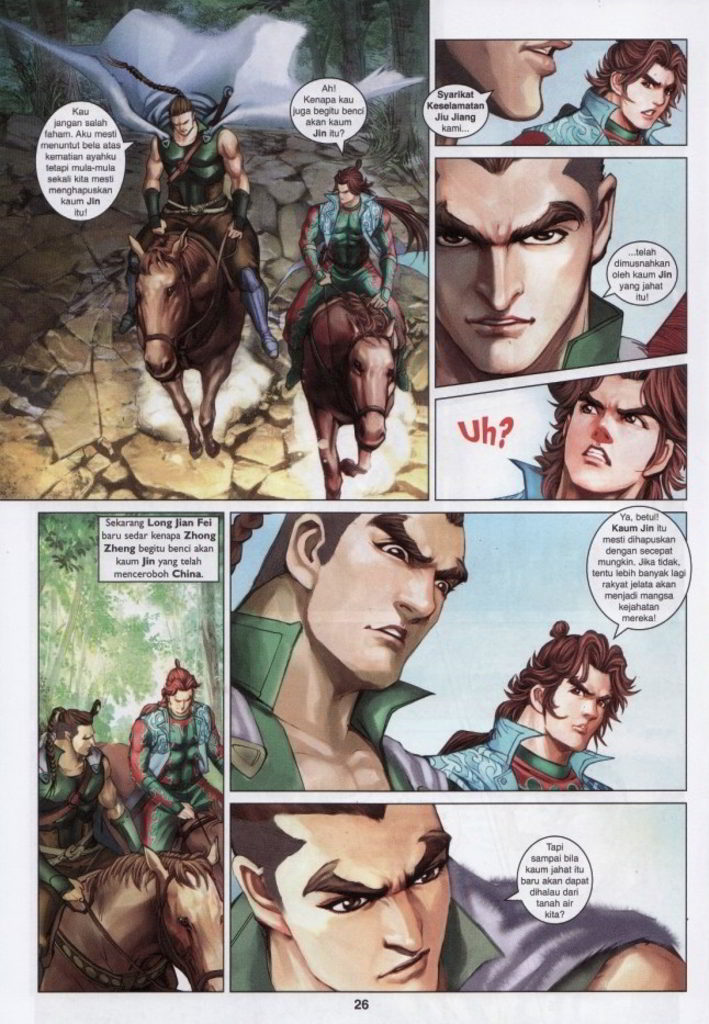 Kau
jangan salah
faham. Aku mesti
menuntut bela atas
kematian ayahku
tetapi mula-mula
sekali kita mesti
menghapuskan
kaum Jin
itu!
Ah!
Kenapa kau
juga begitu benci
akan kaum
Jin itu?
Syarikat
Keselamatan
Jiu Jiang
kami...
...telah
dimusnahkan
oleh kaum Jin
yang jahat
itu!
Uh?
Sekarang Long Jian Fei
baru sedar kenapa Zhong
Zheng begitu benci akan
kaum Jin yang telah
menceroboh China.
Ya, betul!
Kaum Jin itu
mesti dihapuskan
dengan secepat
mungkin. Jika tidak,
tentu lebih banyak lagi
rakyat jelata akan
menjadi mangsa
kejahatan
mereka!
Tapi
sampai bila
kaum jahat itu
baru akan dapat
dihalau dari
tanah air
kita?
26